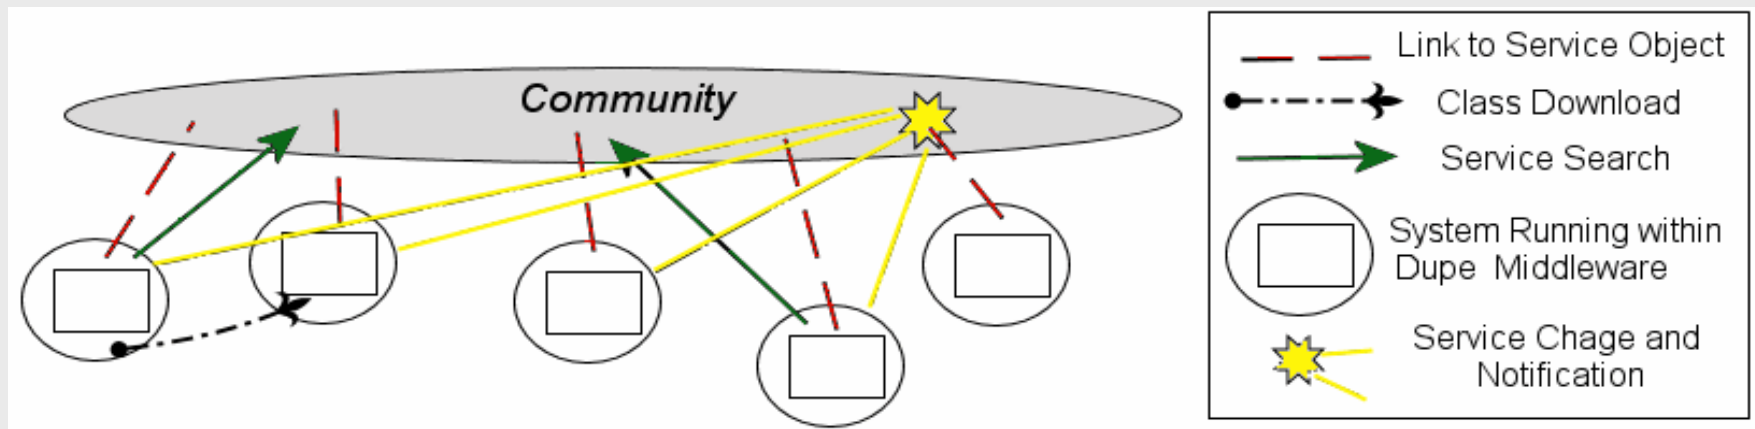 Community
Link to Service Object
Class Download
Service Search
System Running within
Dupe Middleware
Service Chage and
Notification